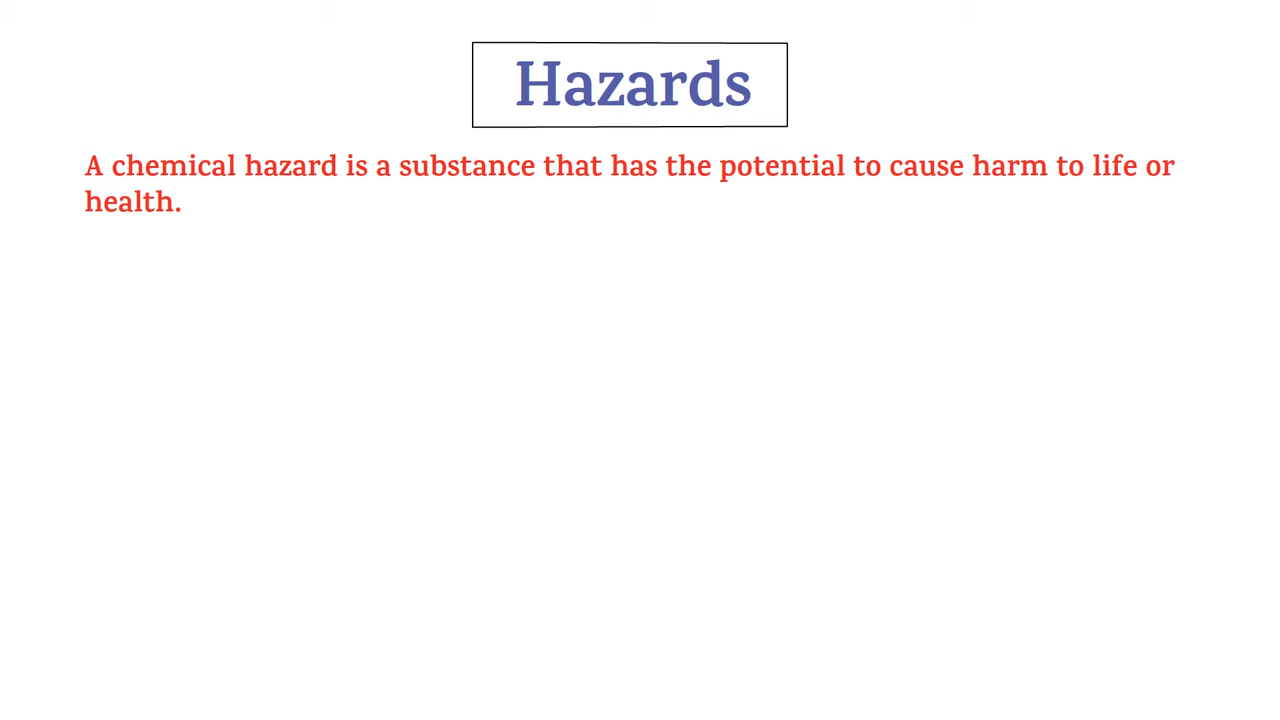 Hazards
A chemical hazard is a substance that has the potential to cause harm to life or
health.